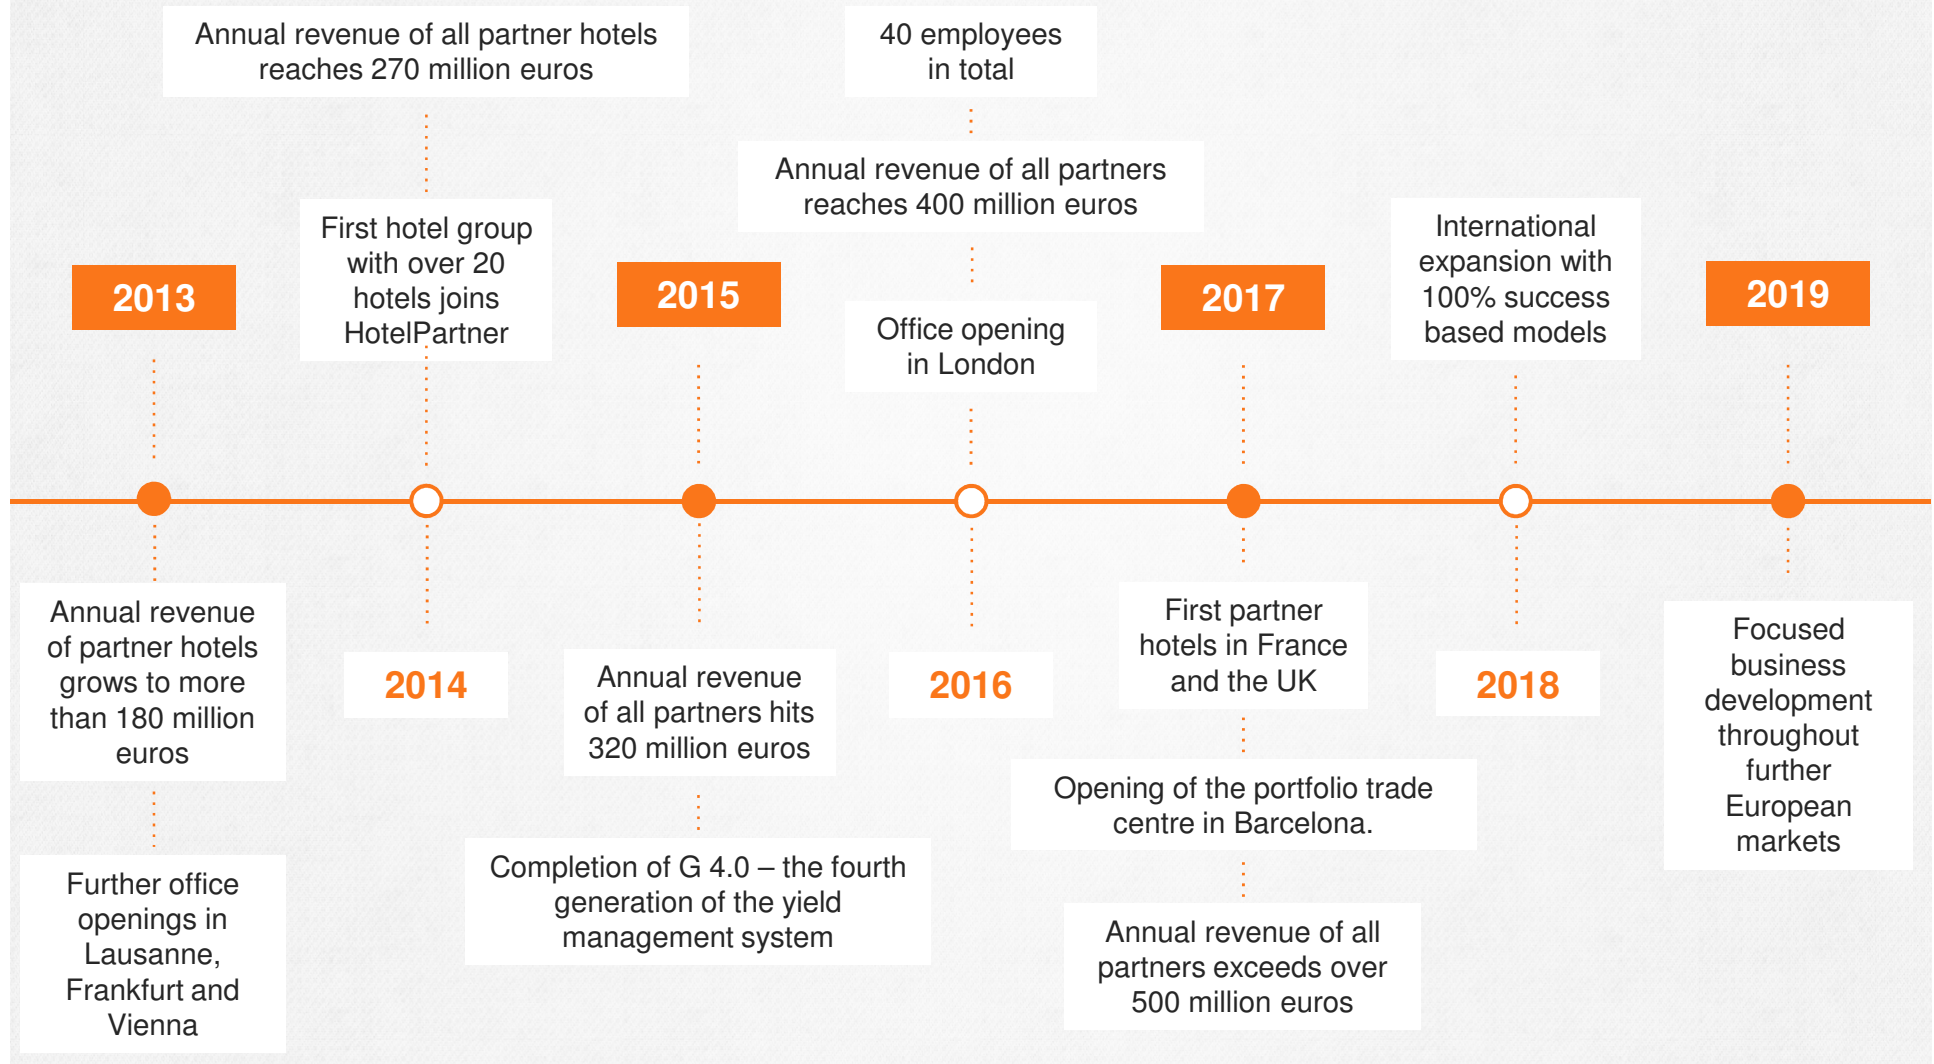 Annual revenue of all partner hotels
reaches 270 million euros
40 employees
in total
Annual revenue of all partners
reaches 400 million euros
2013
First hotel group
with over 20
hotels joins
HotelPartner
2015
Office opening
in London
2017
International
expansion with
100% success
based models
2019
Annual revenue
of partner hotels
grows to more
than 180 million
euros
Further office
openings in
Lausanne,
Frankfurt and
Vienna
2014
Annual revenue
of all partners hits
320 million euros
Completion of G 4.0 – the fourth
generation of the yield
management system
2016
First partner
hotels in France
and the UK
Opening of the portfolio trade
centre in Barcelona.
Annual revenue of all
partners exceeds over
500 million euros
2018
Focused
business
development
throughout
further
European
markets